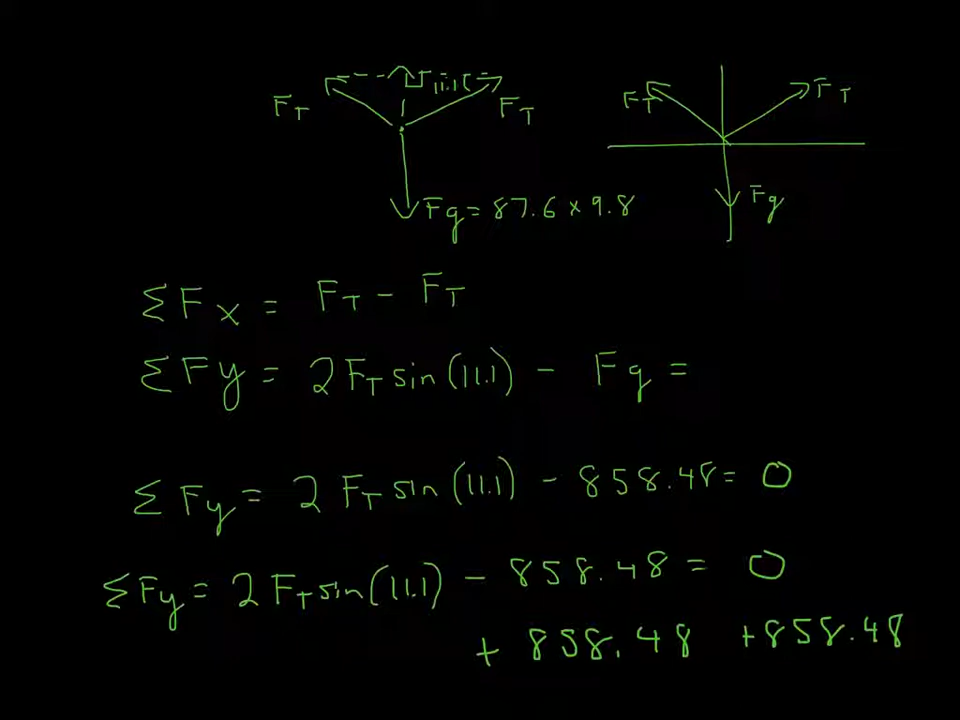 11.1
FT FT
FT FT
Fg = 87.6 × 9.8
Fg
ΣFx = FT - FT
ΣFy = 2FT sin(11.1) - Fg =
ΣFy = 2FT sin(11.1) - 858.48 = 0
ΣFy = 2FT sin(11.1) - 858.48 = 0
+ 858.48 +858.48